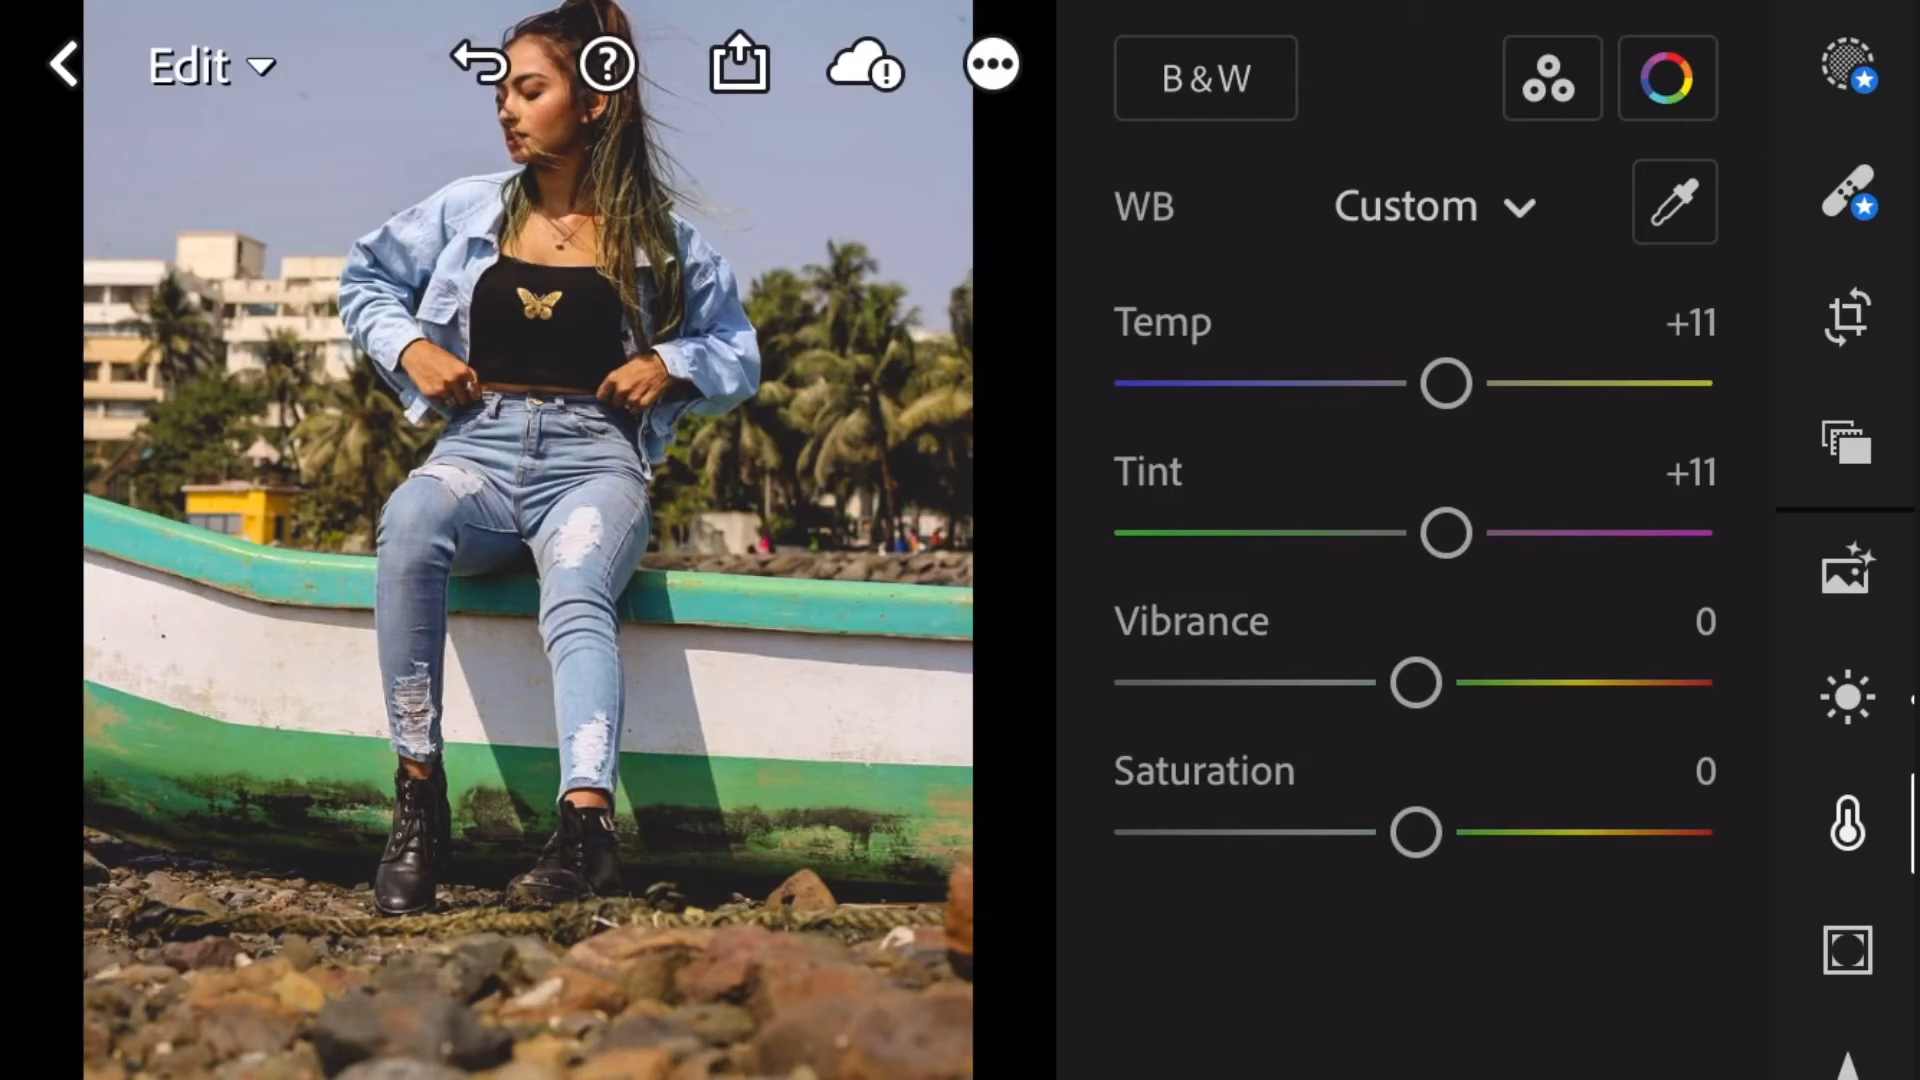 Edit
B&W
WB Custom
Temp +11
Tint +11
Vibrance 0
Saturation 0